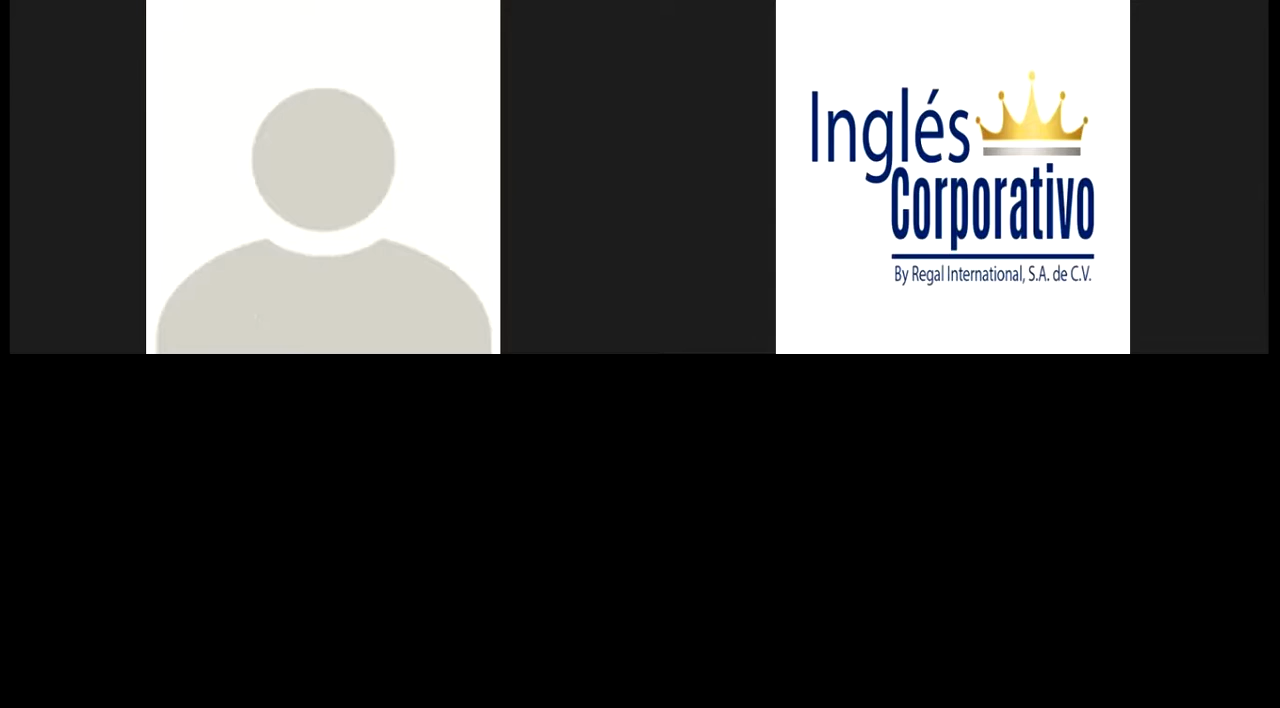 Inglés
Corporativo
By Regal International, S.A. de C.V.